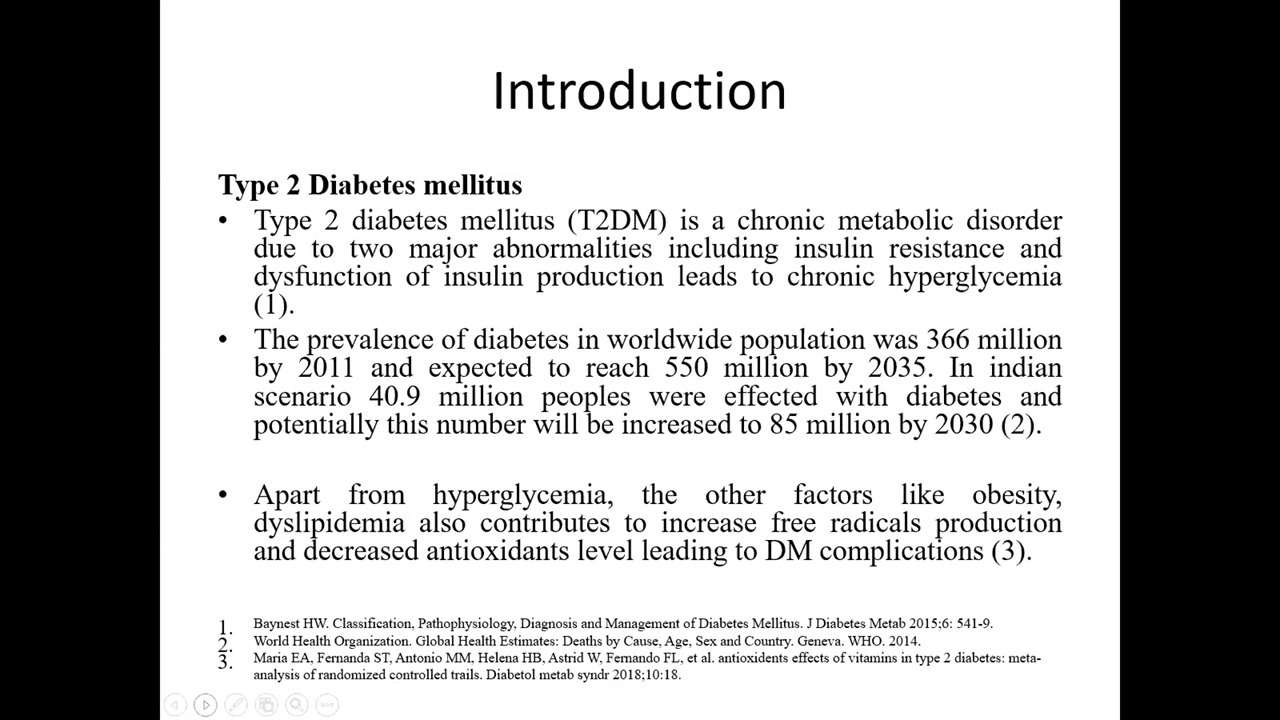 Introduction
Type 2 Diabetes mellitus
• Type 2 diabetes mellitus (T2DM) is a chronic metabolic disorder
due to two major abnormalities including insulin resistance and
dysfunction of insulin production leads to chronic hyperglycemia
(1).
• The prevalence of diabetes in worldwide population was 366 million
by 2011 and expected to reach 550 million by 2035. In indian
scenario 40.9 million peoples were effected with diabetes and
potentially this number will be increased to 85 million by 2030 (2).
• Apart from hyperglycemia, the other factors like obesity,
dyslipidemia also contributes to increase free radicals production
and decreased antioxidants level leading to DM complications (3).
1. Baynest HW. Classification, Pathophysiology, Diagnosis and Management of Diabetes Mellitus. J Diabetes Metab 2015;6: 541-9.
2. World Health Organization. Global Health Estimates: Deaths by Cause, Age, Sex and Country. Geneva. WHO. 2014.
3. Maria EA, Fernanda ST, Antonio MM, Helena HB, Astrid W, Fernando FL, et al. antioxidents effects of vitamins in type 2 diabetes: meta-
analysis of randomized controlled trails. Diabetol metab syndr 2018;10:18.